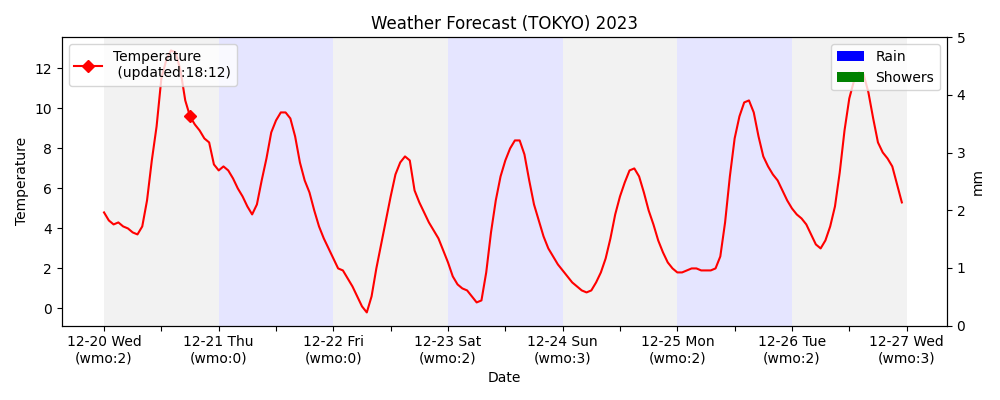 Weather Forecast (TOKYO) 2023
Temperature
(updated:18:12)
Rain
Showers
12
10
8
6
4
2
0
Temperature
5
4
3
2
1
0
mm
12-20 Wed
(wmo:2)
12-21 Thu
(wmo:0)
12-22 Fri
(wmo:0)
12-23 Sat
(wmo:2)
12-24 Sun
(wmo:3)
12-25 Mon
(wmo:2)
12-26 Tue
(wmo:2)
12-27 Wed
(wmo:3)
Date